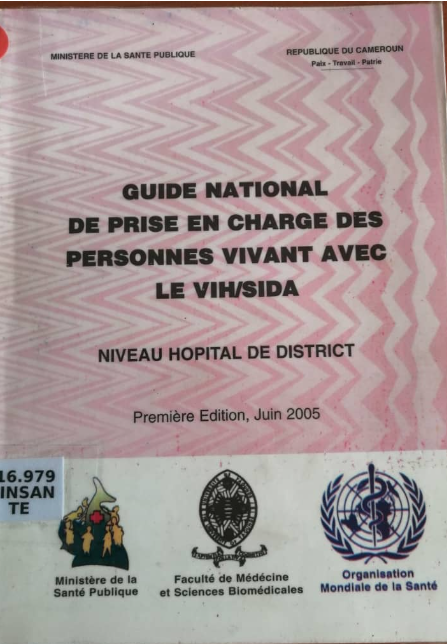 MINISTERE DE LA SANTE PUBLIQUE
REPUBLIQUE DU CAMEROUN
Paix - Travail - Patrie
GUIDE NATIONAL
DE PRISE EN CHARGE DES
PERSONNES VIVANT AVEC
LE VIH/SIDA
NIVEAU HOPITAL DE DISTRICT
Première Edition, Juin 2005
16.979
INSAN
TE
Ministère de la
Santé Publique
Faculté de Médécine
et Sciences Biomédicales
Organisation
Mondiale de la Santé